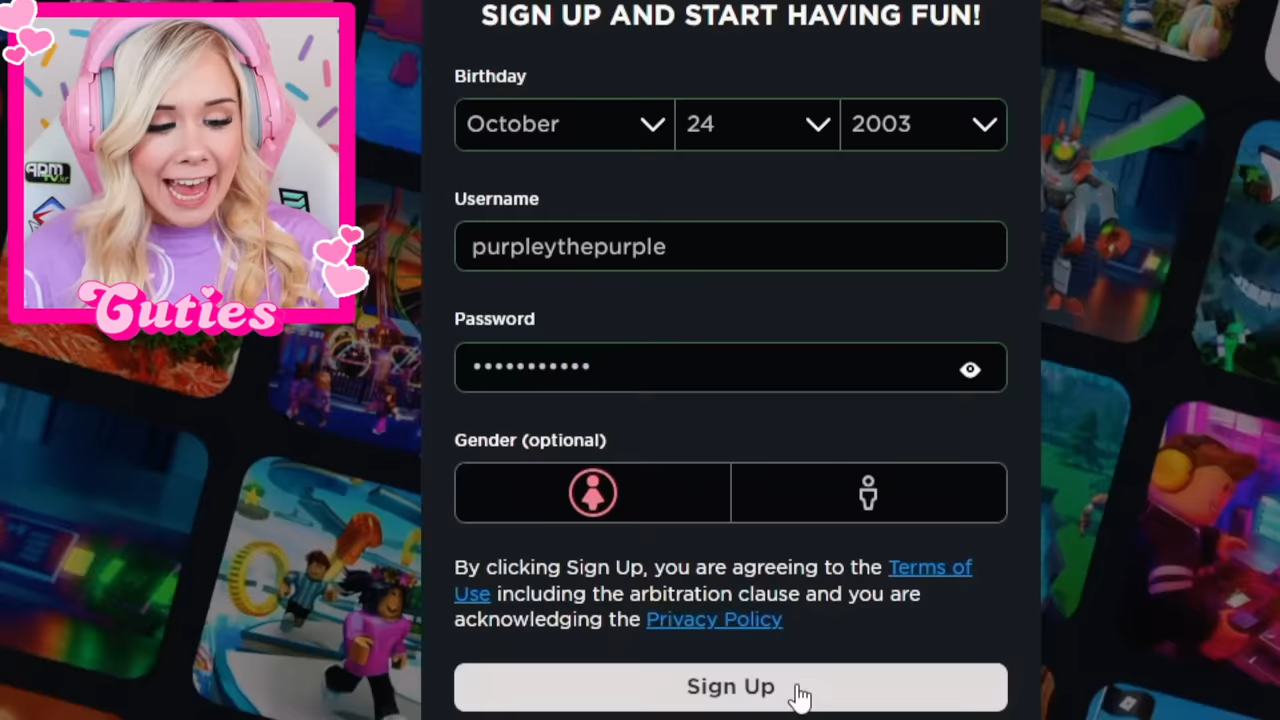 SIGN UP AND START HAVING FUN!
Birthday
October 24 2003
Username
purpleythepurple
Password
•••••••••••
Gender (optional)
By clicking Sign Up, you are agreeing to the Terms of
Use including the arbitration clause and you are
acknowledging the Privacy Policy
Sign Up
Cuties